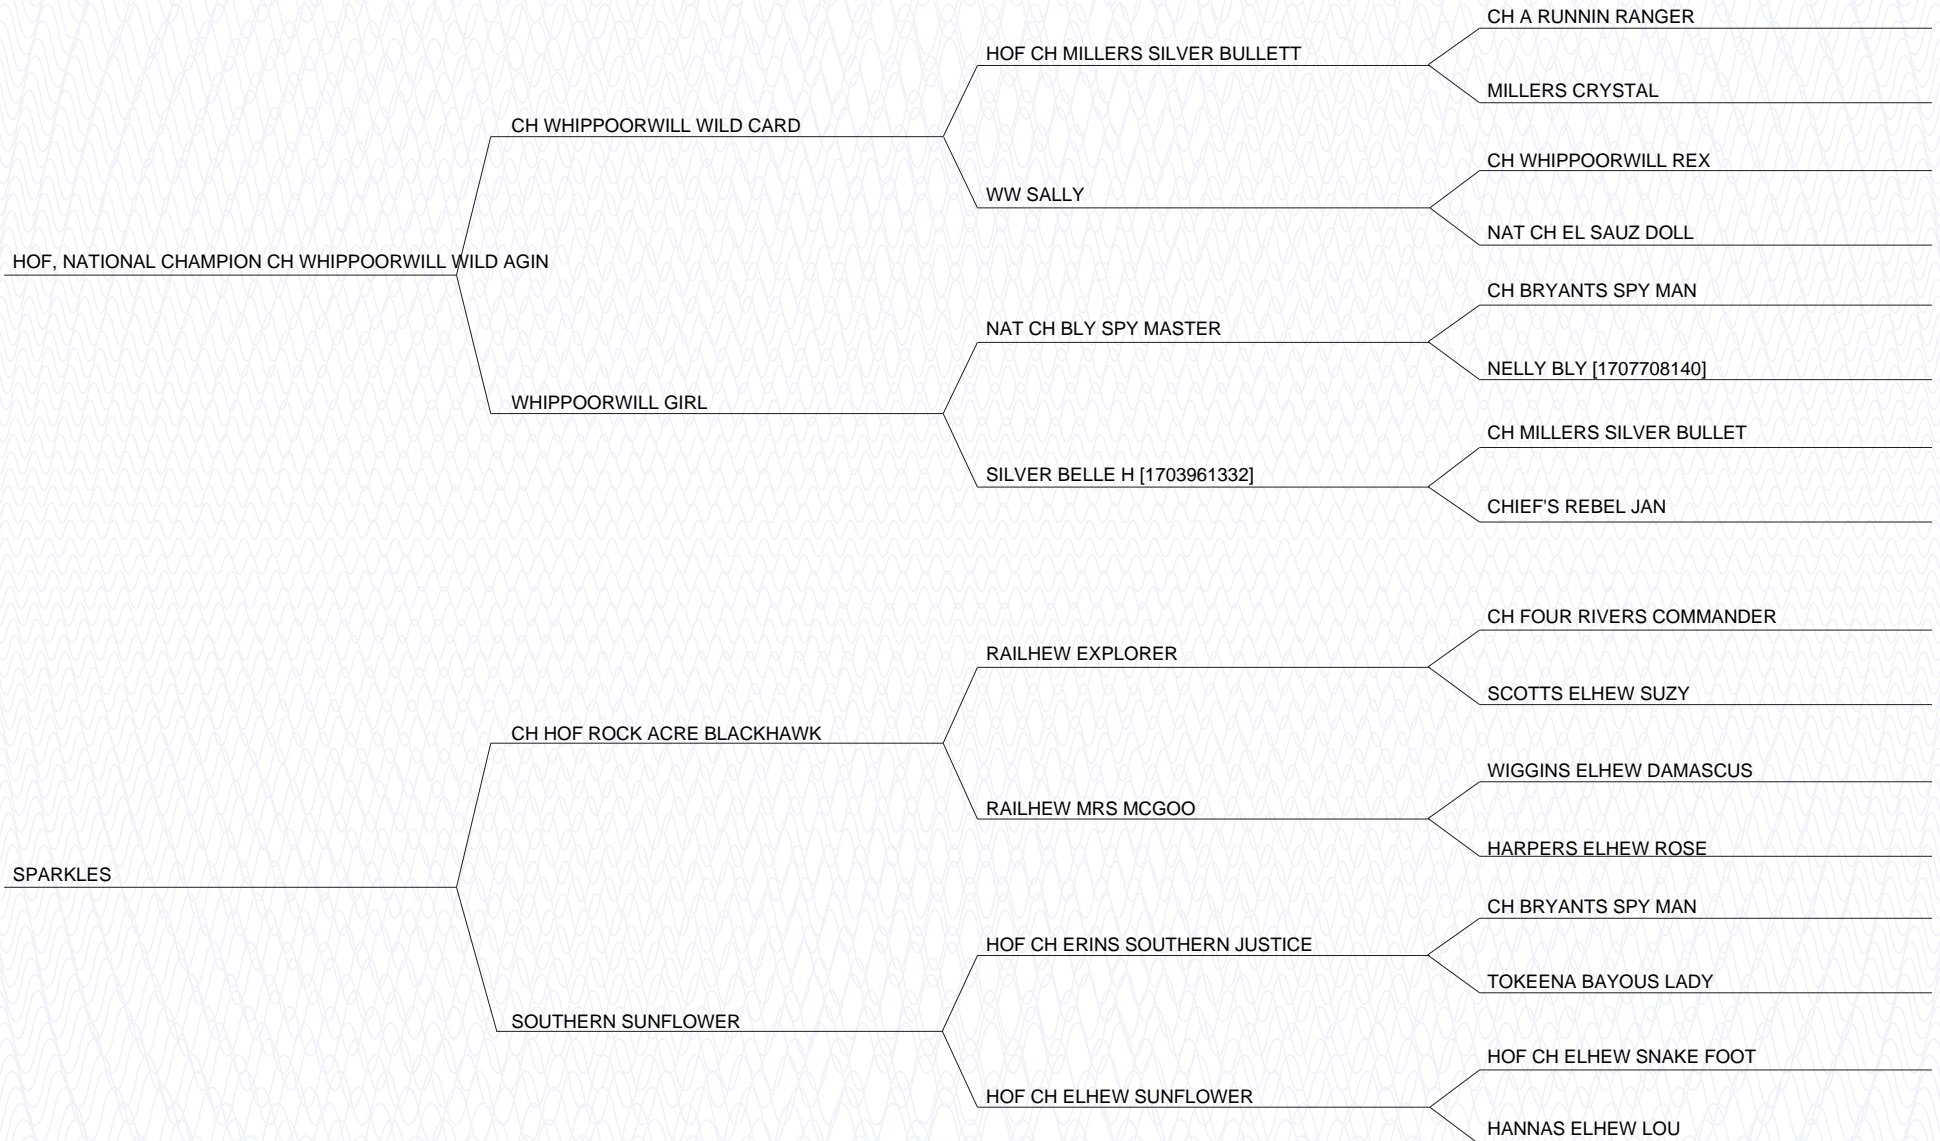 CH A RUNNIN RANGER
HOF CH MILLERS SILVER BULLETT
MILLERS CRYSTAL
CH WHIPPOORWILL WILD CARD
CH WHIPPOORWILL REX
WW SALLY
NAT CH EL SAUZ DOLL
HOF, NATIONAL CHAMPION CH WHIPPOORWILL WILD AGIN
CH BRYANTS SPY MAN
NAT CH BLY SPY MASTER
NELLY BLY [1707708140]
WHIPPOORWILL GIRL
CH MILLERS SILVER BULLET
SILVER BELLE H [1703961332]
CHIEF'S REBEL JAN
CH FOUR RIVERS COMMANDER
RAILHEW EXPLORER
SCOTTS ELHEW SUZY
CH HOF ROCK ACRE BLACKHAWK
WIGGINS ELHEW DAMASCUS
RAILHEW MRS MCGOO
HARPERS ELHEW ROSE
SPARKLES
CH BRYANTS SPY MAN
HOF CH ERINS SOUTHERN JUSTICE
TOKEENA BAYOUS LADY
SOUTHERN SUNFLOWER
HOF CH ELHEW SNAKE FOOT
HOF CH ELHEW SUNFLOWER
HANNAS ELHEW LOU